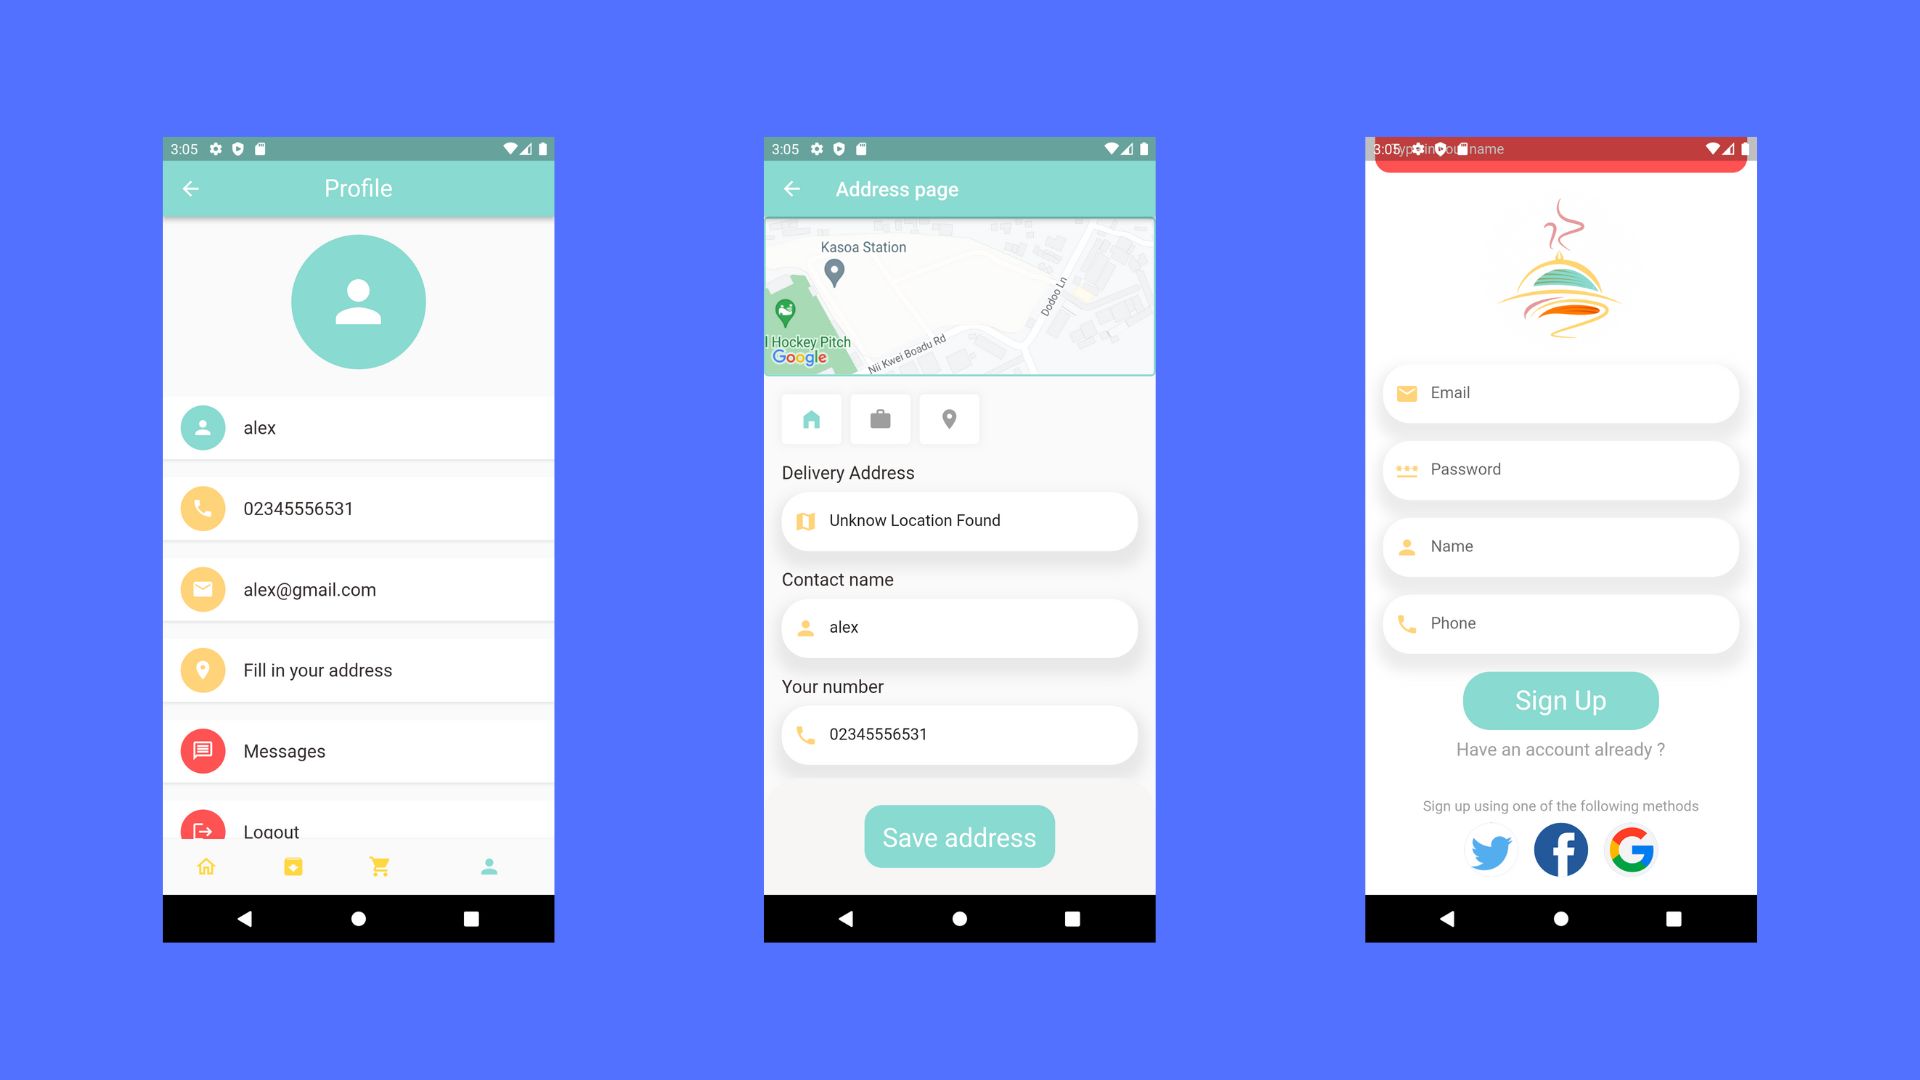 3:05
Profile
alex
02345556531
alex@gmail.com
Fill in your address
Messages
Logout
3:05
Address page
Kasoa Station
Dodoo Ln
l Hockey Pitch
Google
Nii Kwei Boadu Rd
Delivery Address
Unknow Location Found
Contact name
alex
Your number
02345556531
Save address
3:05
Type in your name
Email
Password
Name
Phone
Sign Up
Have an account already ?
Sign up using one of the following methods